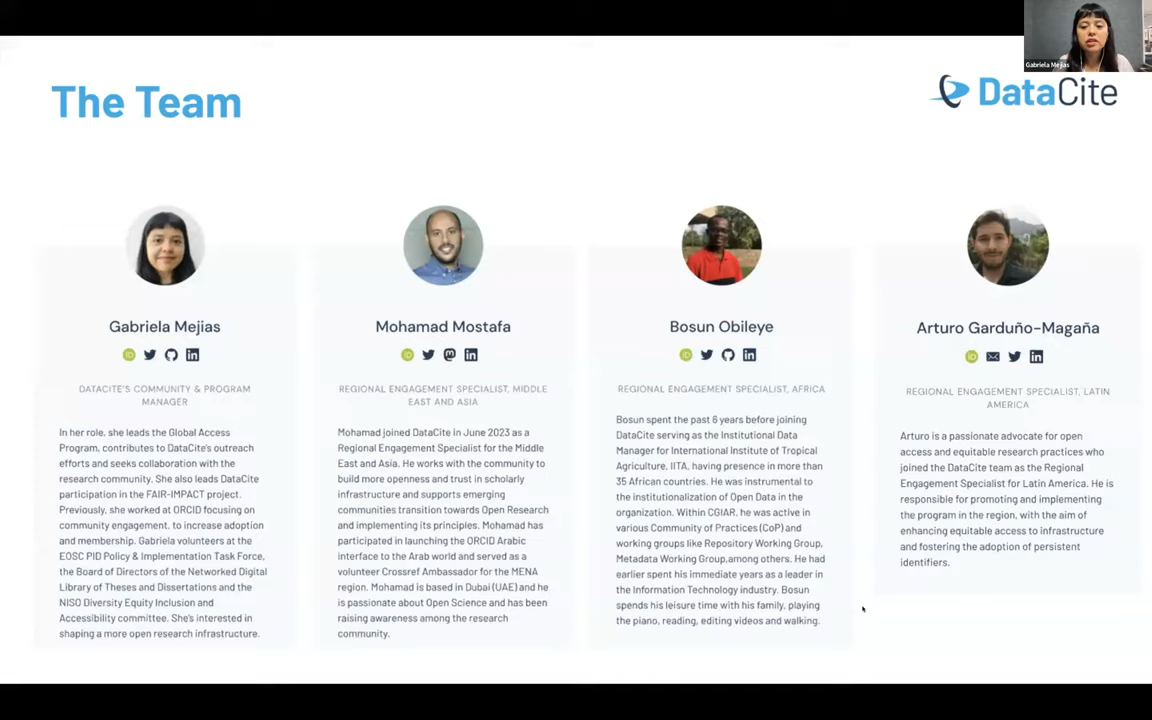 Gabriela Mejias
The Team
DataCite
Gabriela Mejias
DATACITE'S COMMUNITY & PROGRAM
MANAGER
In her role, she leads the Global Access
Program, contributes to DataCite's outreach
efforts and seeks collaboration with the
research community. She also leads DataCite
participation in the FAIR-IMPACT project.
Previously, she worked at ORCID focusing on
community engagement, to increase adoption
and membership. Gabriela volunteers at the
EOSC PID Policy & Implementation Task Force,
the Board of Directors of the Networked Digital
Library of Theses and Dissertations and the
NISO Diversity Equity Inclusion and
Accessibility committee. She's interested in
shaping a more open research infrastructure.
Mohamad Mostafa
REGIONAL ENGAGEMENT SPECIALIST, MIDDLE
EAST AND ASIA
Mohamad joined DataCite in June 2023 as a
Regional Engagement Specialist for the Middle
East and Asia. He works with the community to
build more openness and trust in scholarly
infrastructure and supports emerging
communities transition towards Open Research
and implementing its principles. Mohamad has
participated in launching the ORCID Arabic
interface to the Arab world and served as a
volunteer Crossref Ambassador for the MENA
region. Mohamad is based in Dubai (UAE) and he
is passionate about Open Science and has been
raising awareness among the research
community.
Bosun Obileye
REGIONAL ENGAGEMENT SPECIALIST, AFRICA
Bosun spent the past 6 years before joining
DataCite serving as the Institutional Data
Manager for International Institute of Tropical
Agriculture, IITA, having presence in more than
35 African countries. He was instrumental to
the institutionalization of Open Data in the
organization. Within CGIAR, he was active in
various Community of Practices (CoP) and
working groups like Repository Working Group,
Metadata Working Group,among others. He had
earlier spent his immediate years as a leader in
the Information Technology industry. Bosun
spends his leisure time with his family, playing
the piano, reading, editing videos and walking.
Arturo Garduño-Magaña
REGIONAL ENGAGEMENT SPECIALIST, LATIN
AMERICA
Arturo is a passionate advocate for open
access and equitable research practices who
joined the DataCite team as the Regional
Engagement Specialist for Latin America. He is
responsible for promoting and implementing
the program in the region, with the aim of
enhancing equitable access to infrastructure
and fostering the adoption of persistent
identifiers.